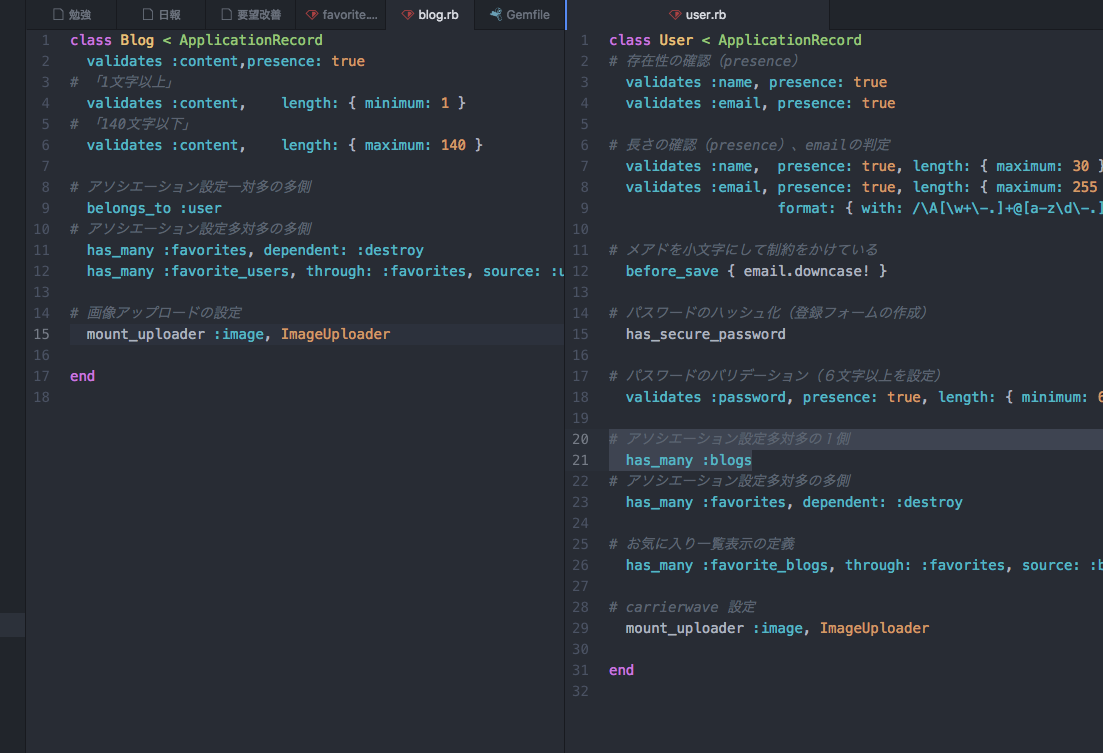 勉強
日報
要望改善
favorite....
blog.rb
Gemfile
user.rb
1 class Blog < ApplicationRecord
2 validates :content,presence: true
3 # 「1文字以上」
4 validates :content, length: { minimum: 1 }
5 # 「140文字以下」
6 validates :content, length: { maximum: 140 }
7
8 # アソシエーション設定一対多の多側
9 belongs_to :user
10 # アソシエーション設定多対多の多側
11 has_many :favorites, dependent: :destroy
12 has_many :favorite_users, through: :favorites, source: :u
13
14 # 画像アップロードの設定
15 mount_uploader :image, ImageUploader
16
17 end
18
1 class User < ApplicationRecord
2 # 存在性の確認（presence）
3 validates :name, presence: true
4 validates :email, presence: true
5
6 # 長さの確認（presence）、emailの判定
7 validates :name, presence: true, length: { maximum: 30 }
8 validates :email, presence: true, length: { maximum: 255
9 format: { with: /\A[\w+\-.]+@[a-z\d\-.]
10
11 # メアドを小文字にして制約をかけている
12 before_save { email.downcase! }
13
14 # パスワードのハッシュ化（登録フォームの作成）
15 has_secure_password
16
17 # パスワードのバリデーション（６文字以上を設定）
18 validates :password, presence: true, length: { minimum: 6
19
20 # アソシエーション設定多対多の１側
21 has_many :blogs
22 # アソシエーション設定多対多の多側
23 has_many :favorites, dependent: :destroy
24
25 # お気に入り一覧表示の定義
26 has_many :favorite_blogs, through: :favorites, source: :b
27
28 # carrierwave 設定
29 mount_uploader :image, ImageUploader
30
31 end
32